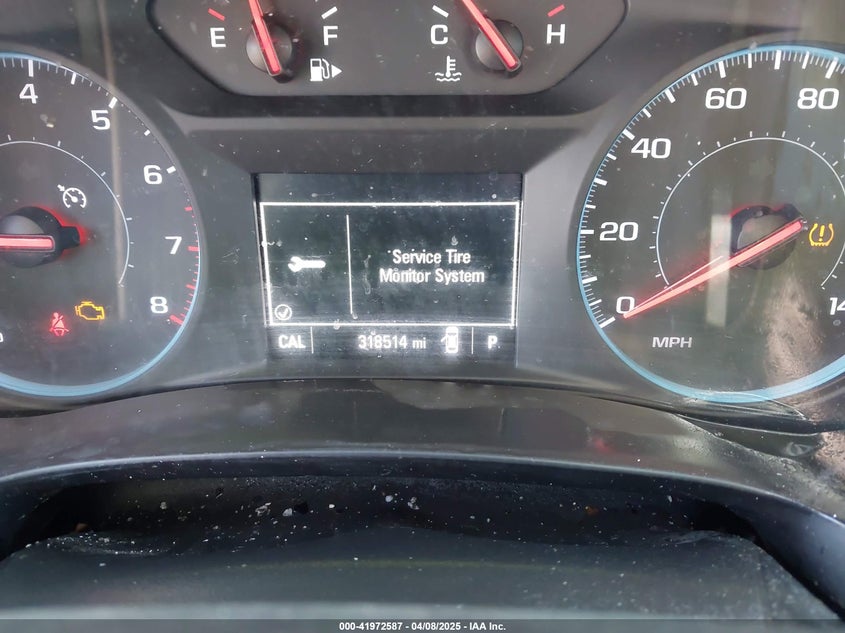 E F C H
4 5 6 7 8
0 20 40 60 80 14
MPH
Service Tire
Monitor System
CAL 318514 mi P
000-41972587 - 04/08/2025 - IAA Inc.